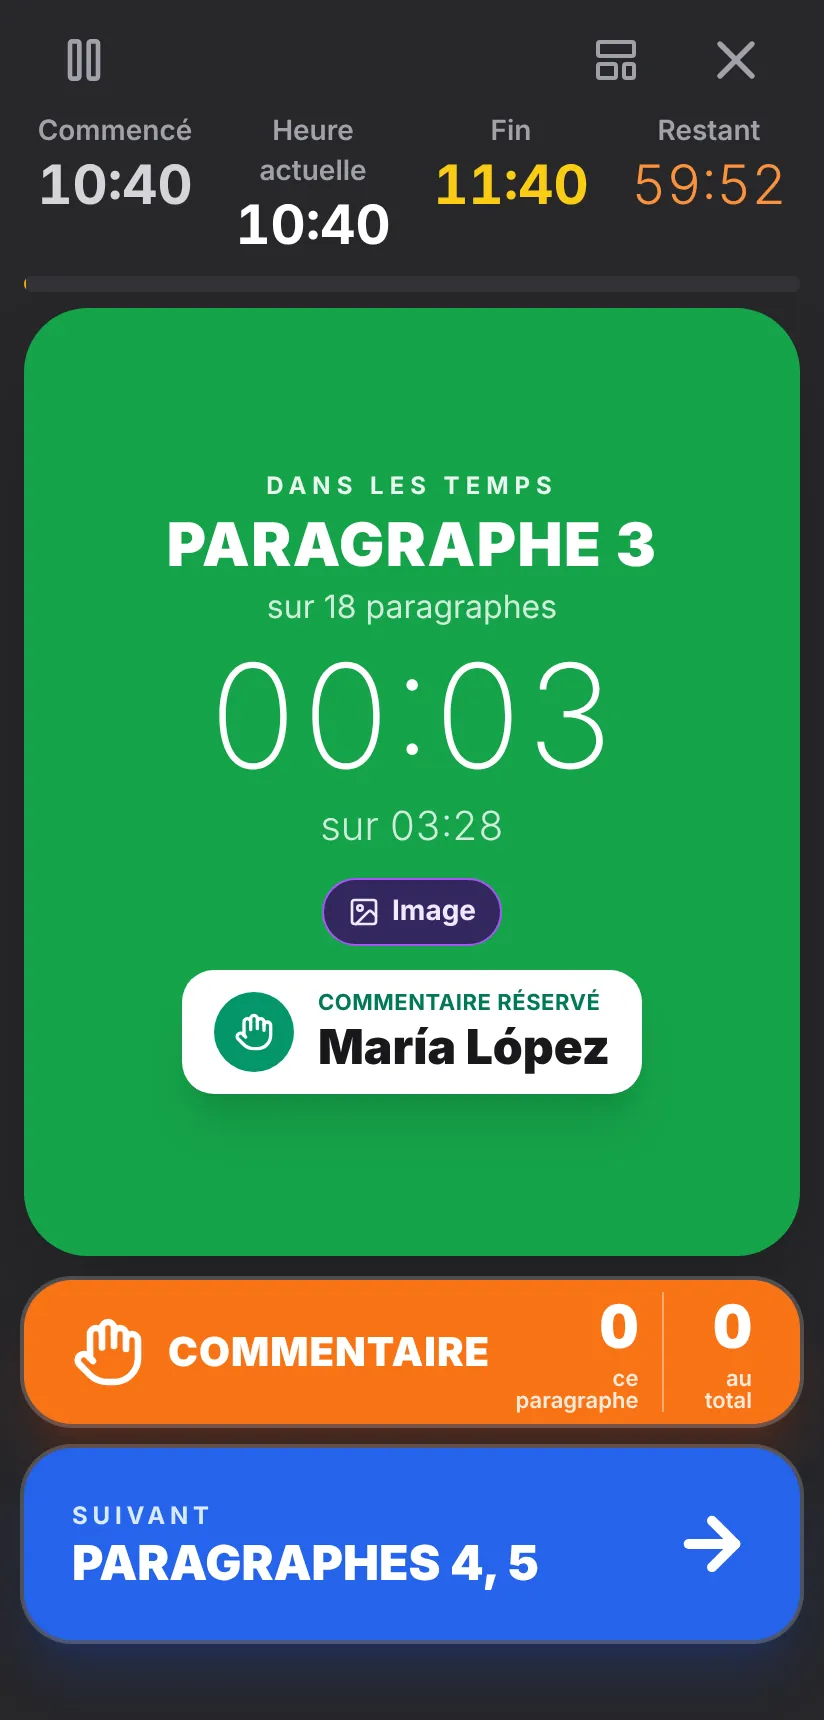 Commencé
10:40
Heure
actuelle
10:40
Fin
11:40
Restant
59:52
DANS LES TEMPS
PARAGRAPHE 3
sur 18 paragraphes
00:03
sur 03:28
Image
COMMENTAIRE RÉSERVÉ
María López
COMMENTAIRE
0
ce
paragraphe
0
au
total
SUIVANT
PARAGRAPHES 4, 5